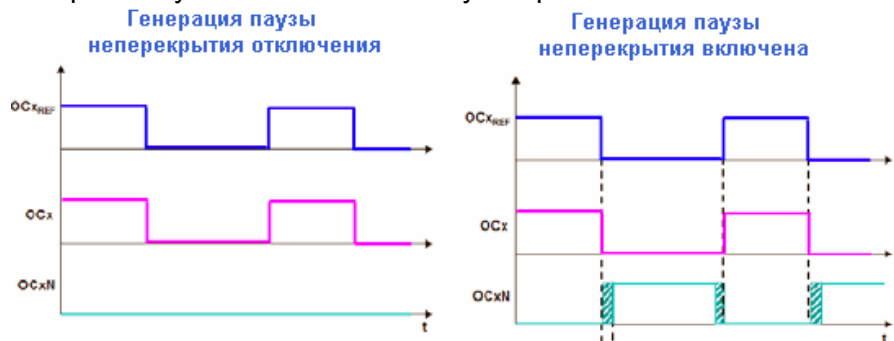 Генерация паузы
неперекрытия отключения
OCxREF
OCx
OCxN
t
Генерация паузы
неперекрытия включена
OCxREF
OCx
OCxN
t